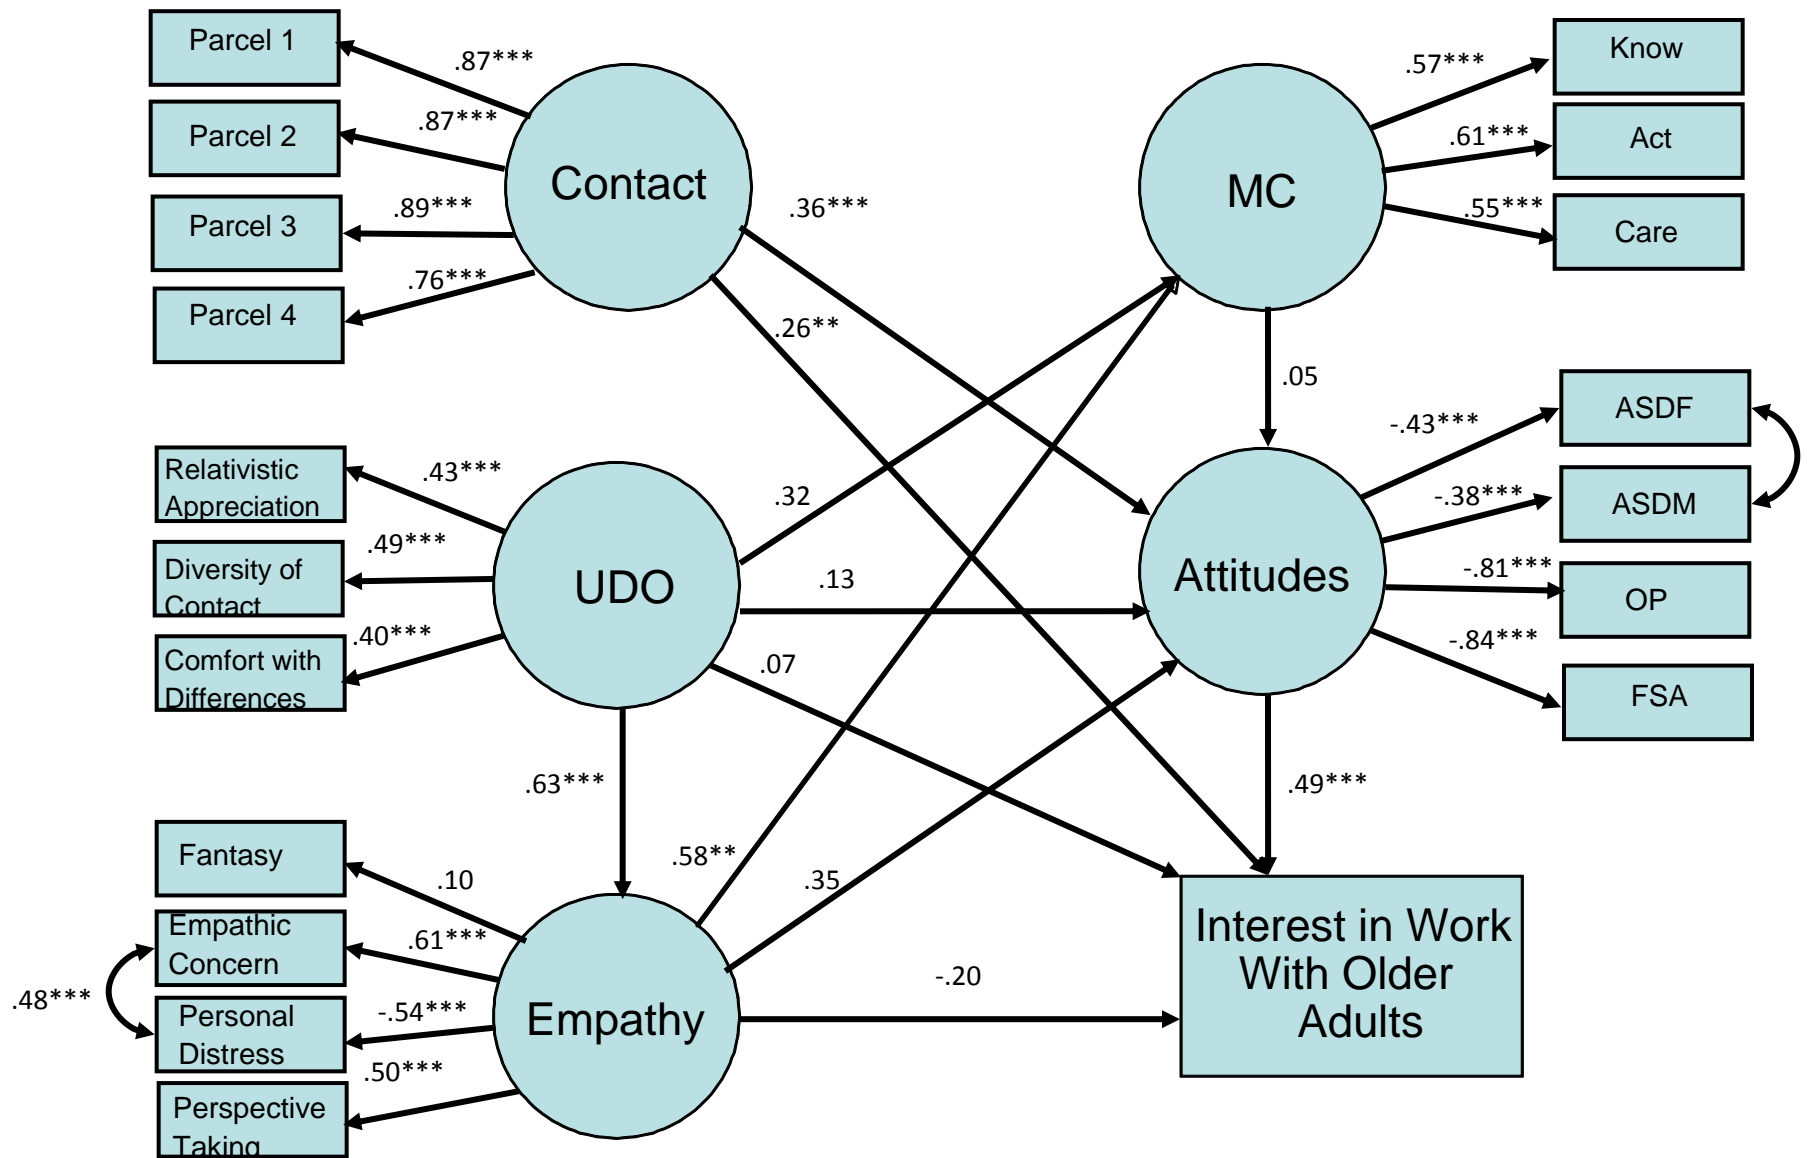 Parcel 1
.87***
Parcel 2
.87***
Parcel 3
.89***
Parcel 4
.76***
Contact
.36***
.26**
MC
.57***
Know
.61***
Act
.55***
Care
.05
Relativistic
Appreciation
.43***
Diversity of
Contact
.49***
Comfort with
Differences
.40***
UDO
.32
.13
.07
.63***
Attitudes
-.43***
ASDF
-.38***
ASDM
-.81***
OP
-.84***
FSA
.49***
Fantasy
.10
Empathic
Concern
.61***
.48***
Personal
Distress
-.54***
Perspective
Taking
.50***
Empathy
.58**
.35
-.20
Interest in Work
With Older
Adults